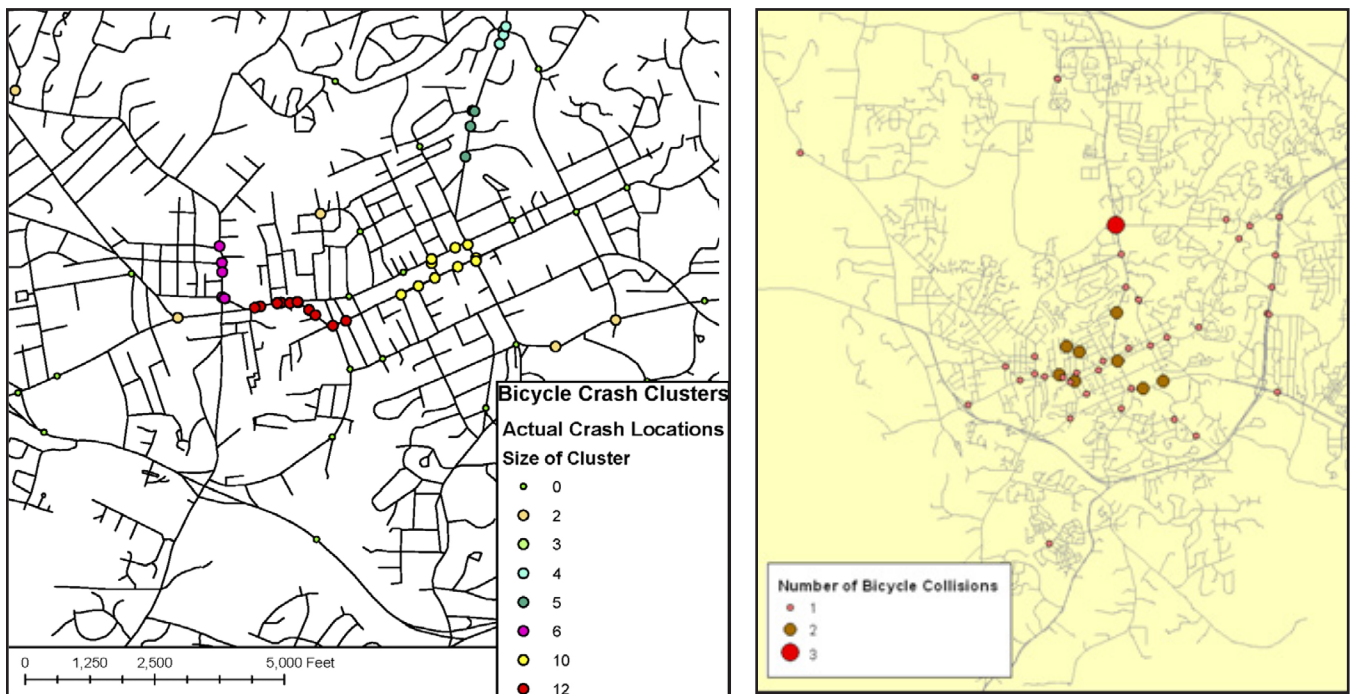 Bicycle Crash Clusters
Actual Crash Locations
Size of Cluster
0
2
3
4
5
6
10
12
0 1,250 2,500 5,000 Feet
Number of Bicycle Collisions
1
2
3